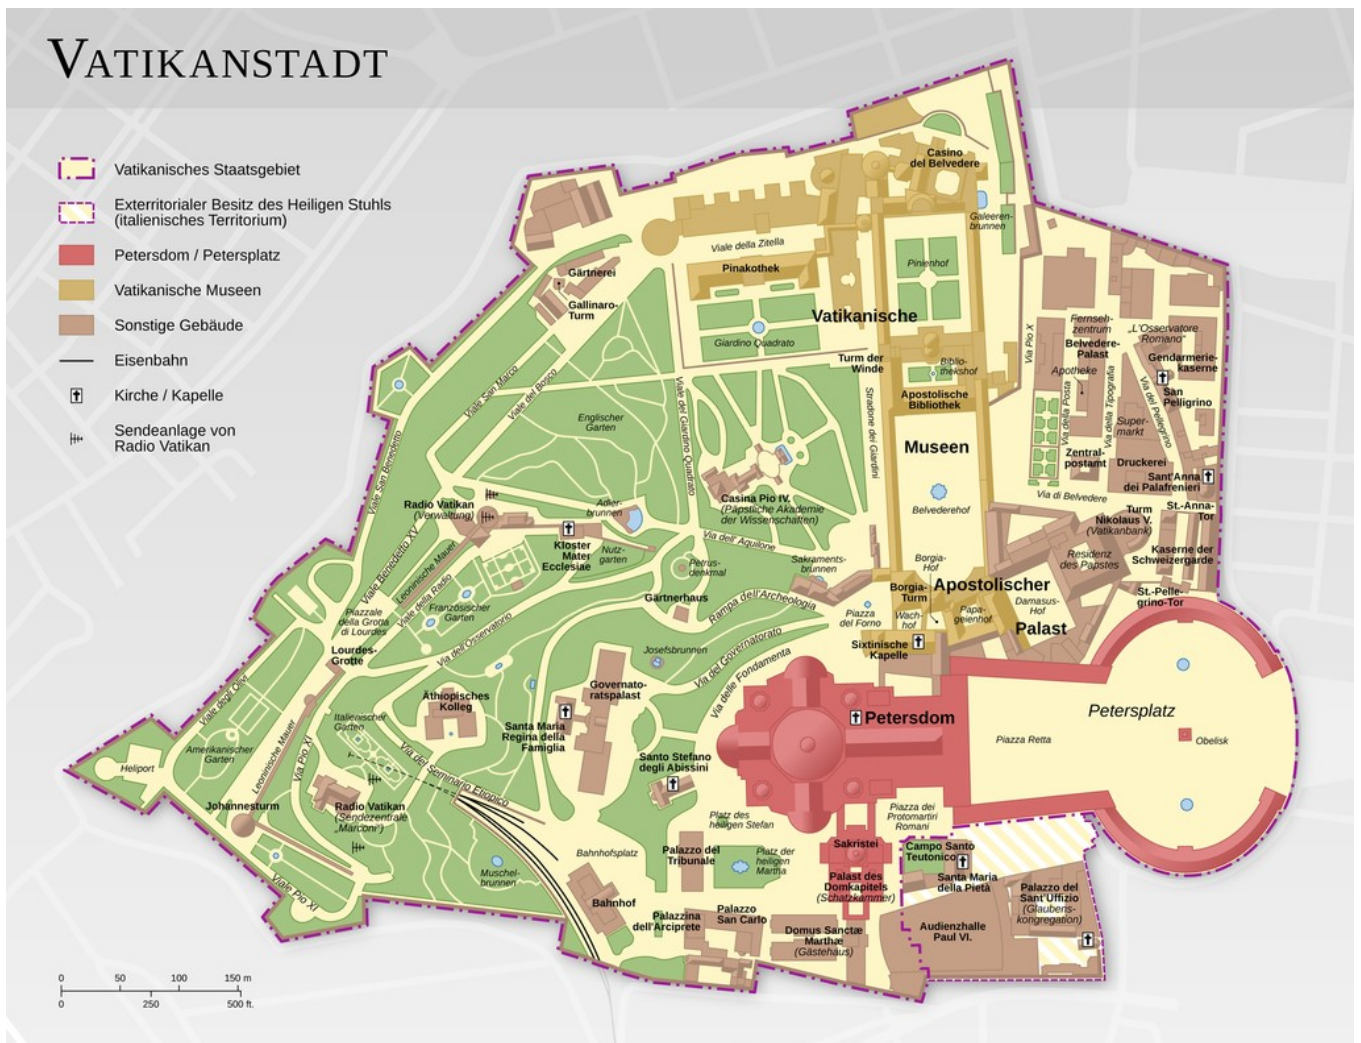 VATIKANSTADT
Vatikanisches Staatsgebiet
Exterritorialer Besitz des Heiligen Stuhls
(italienisches Territorium)
Petersdom / Petersplatz
Vatikanische Museen
Sonstige Gebäude
Eisenbahn
Kirche / Kapelle
Sendeanlage von
Radio Vatikan
Casino
del Belvedere
Galeeren-
brunnen
Viale della Zitella
Pinakothek
Pinienhof
Gärtnerei
Gallinaro-
Turm
Vatikanische
Giardino Quadrato
Turm der
Winde
Biblio-
thekshof
Apostolische
Bibliothek
Via Pio X
Fernseh-
zentrum
Belvedere-
Palast
Apotheke
„L'Osservatore
Romano“
Gendarmerie-
kaserne
San
Pellegrino
Via della Posta
Via della Tipografia
Via del Pellegrino
Super-
markt
Zentral-
postamt
Druckerei
Sant'Anna
dei Palafrenieri
Via di Belvedere
Viale San Marco
Viale del Bosco
Englischer
Garten
Viale del Giardino Quadrato
Stradone dei Giardini
Museen
Belvederehof
Viale San Benedetto
Radio Vatikan
(Verwaltung)
Adler-
brunnen
Casina Pio IV.
(Päpstliche Akademie
der Wissenschaften)
Turm
Nikolaus V.
(Vatikanbank)
St.-Anna-
Tor
Kaserne der
Schweizergarde
Residenz
des Papstes
St.-Pelle-
grino-Tor
Viale Benedetto XV
Leoninische Mauer
Viale della Radio
Kloster
Mater
Ecclesiae
Nutz-
garten
Via dell' Aquilone
Petrus-
denkmal
Sakraments-
brunnen
Borgia-
Hof
Borgia-
Turm
Apostolischer
Palast
Damasus-
Hof
Papa-
geienhof
Wach-
hof
Piazza
del Forno
Sixtinische
Kapelle
Gärtnerhaus
Rampa dell'Archeologia
Französischer
Garten
Piazzale
della Grotta
di Lourdes
Lourdes-
Grotte
Via dell'Osservatorio
Josefsbrunnen
Via del Governatorato
Via delle Fondamenta
Viale degli Olivi
Äthiopisches
Kolleg
Governato-
ratspalast
Santa Maria
Regina della
Famiglia
Italienischer
Garten
Petersdom
Petersplatz
Piazza Retta
Obelisk
Heliport
Amerikanischer
Garten
Leoninische Mauer
Via Pio XI
Via del Seminario Etiopico
Santo Stefano
degli Abissini
Johannesturm
Radio Vatikan
(Sendezentrale
„Marconi“)
Platz des
heiligen Stefan
Piazza dei
Protomartiri
Romani
Sakristei
Campo Santo
Teutonico
Santa Maria
della Pietà
Bahnhofsplatz
Palazzo del
Tribunale
Platz der
heiligen
Martha
Palast des
Domkapitels
(Schatzkammer)
Muschel-
brunnen
Viale Pio XI
Bahnhof
Palazzina
dell'Arciprete
Palazzo
San Carlo
Domus Sanctæ
Marthæ
(Gästehaus)
Audienzhalle
Paul VI.
Palazzo del
Sant'Uffizio
(Glaubens-
kongregation)
0 50 100 150 m
0 250 500 ft.